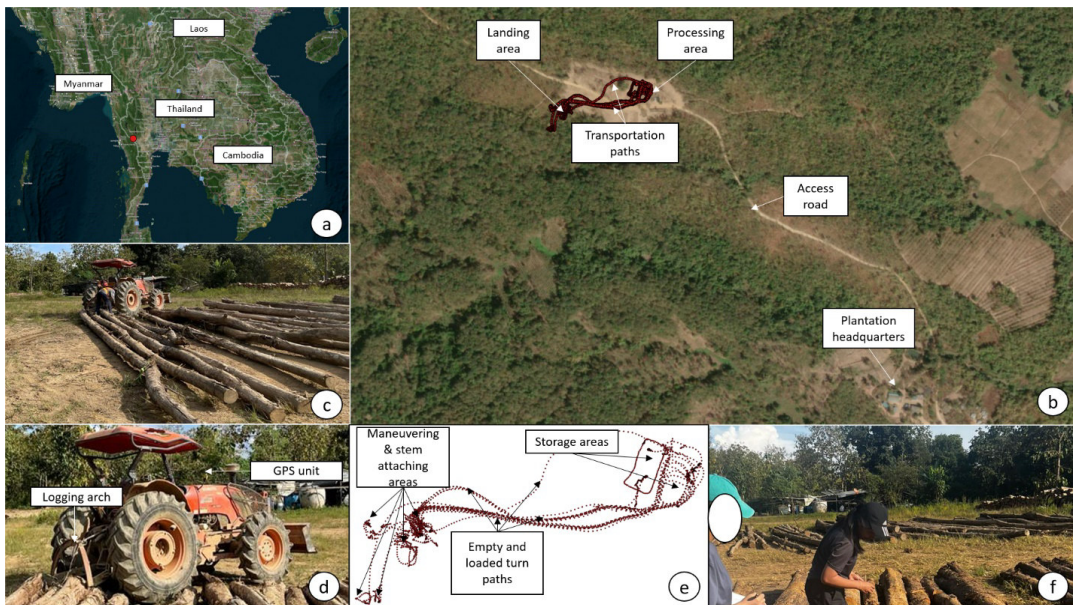 Laos
Myanmar
Thailand
Cambodia
a
Landing
area
Processing
area
Transportation
paths
Access
road
Plantation
headquarters
b
c
GPS unit
Logging arch
d
Maneuvering
& stem
attaching
areas
Storage areas
Empty and
loaded turn
paths
e
f